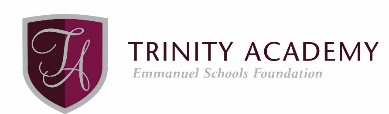 TA
TRINITY ACADEMY
Emmanuel Schools Foundation